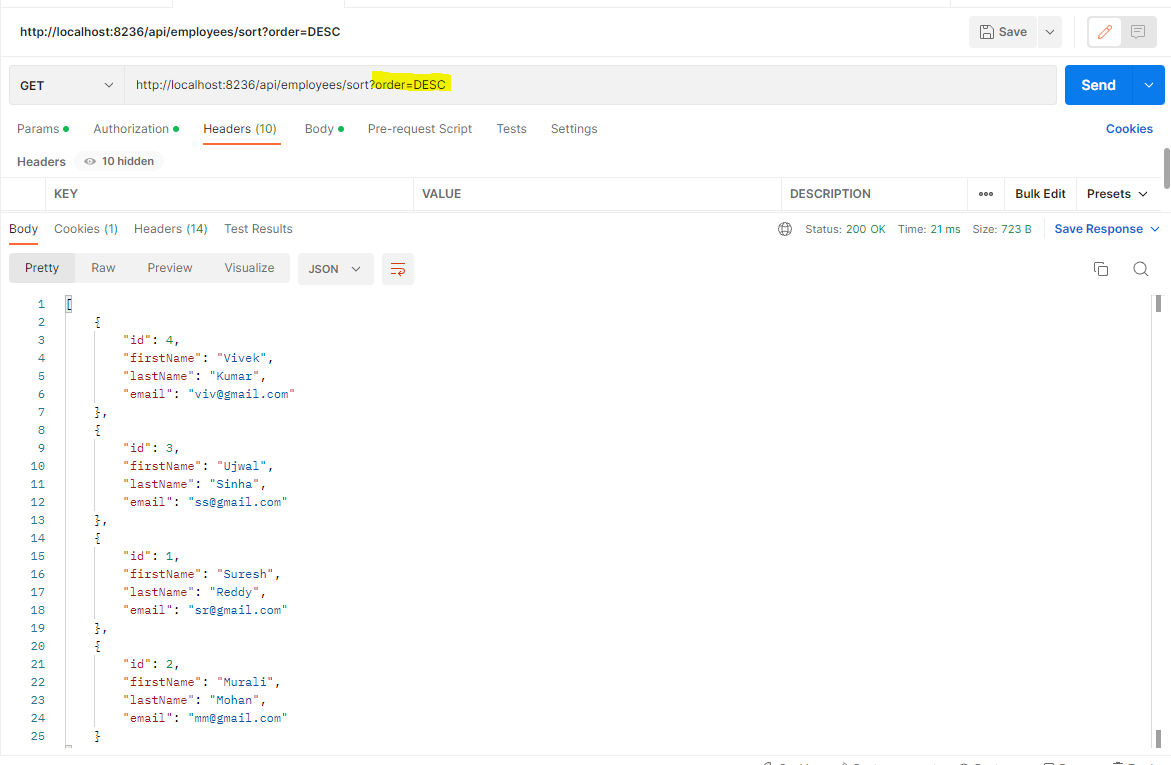 http://localhost:8236/api/employees/sort?order=DESC Save
GET http://localhost:8236/api/employees/sort?order=DESC Send
Params Authorization Headers (10) Body Pre-request Script Tests Settings Cookies
Headers 10 hidden
KEY VALUE DESCRIPTION ooo Bulk Edit Presets
Body Cookies (1) Headers (14) Test Results Status: 200 OK Time: 21 ms Size: 723 B Save Response
Pretty Raw Preview Visualize JSON
1 [
2 {
3 "id": 4,
4 "firstName": "Vivek",
5 "lastName": "Kumar",
6 "email": "viv@gmail.com"
7 },
8 {
9 "id": 3,
10 "firstName": "Ujwal",
11 "lastName": "Sinha",
12 "email": "ss@gmail.com"
13 },
14 {
15 "id": 1,
16 "firstName": "Suresh",
17 "lastName": "Reddy",
18 "email": "sr@gmail.com"
19 },
20 {
21 "id": 2,
22 "firstName": "Murali",
23 "lastName": "Mohan",
24 "email": "mm@gmail.com"
25 }